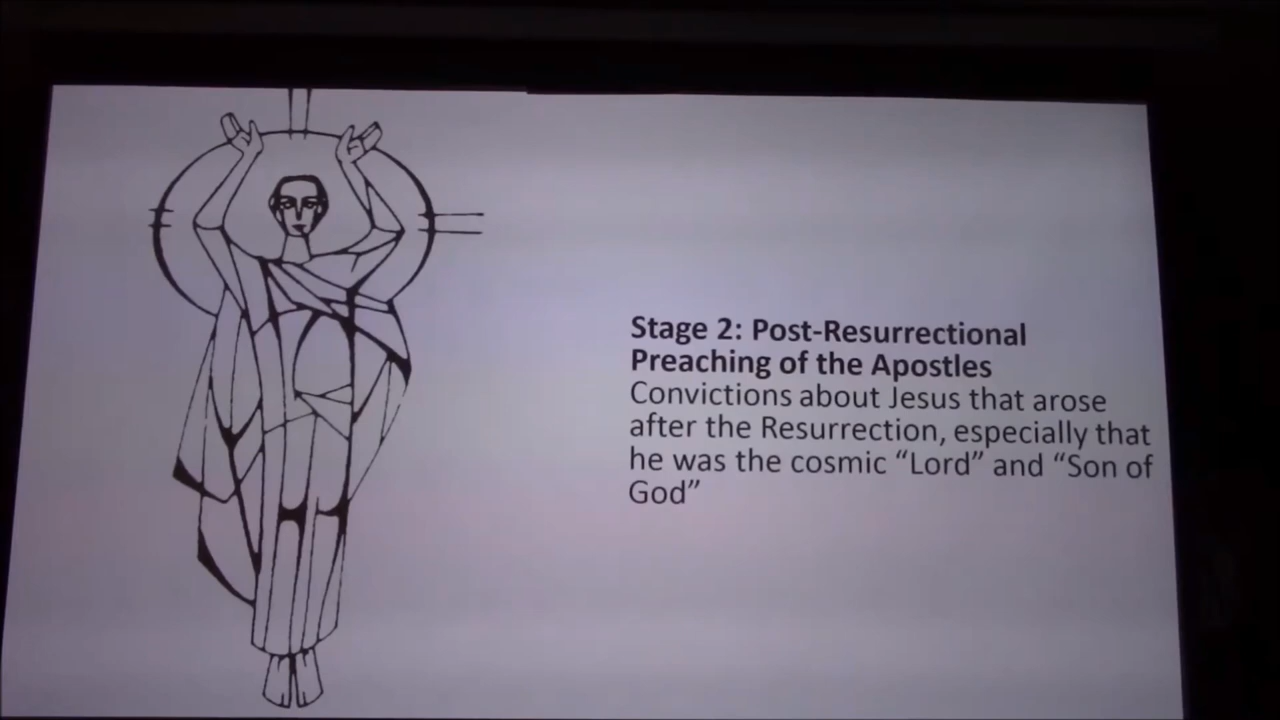 Stage 2: Post-Resurrectional
Preaching of the Apostles
Convictions about Jesus that arose
after the Resurrection, especially that
he was the cosmic “Lord” and “Son of
God”